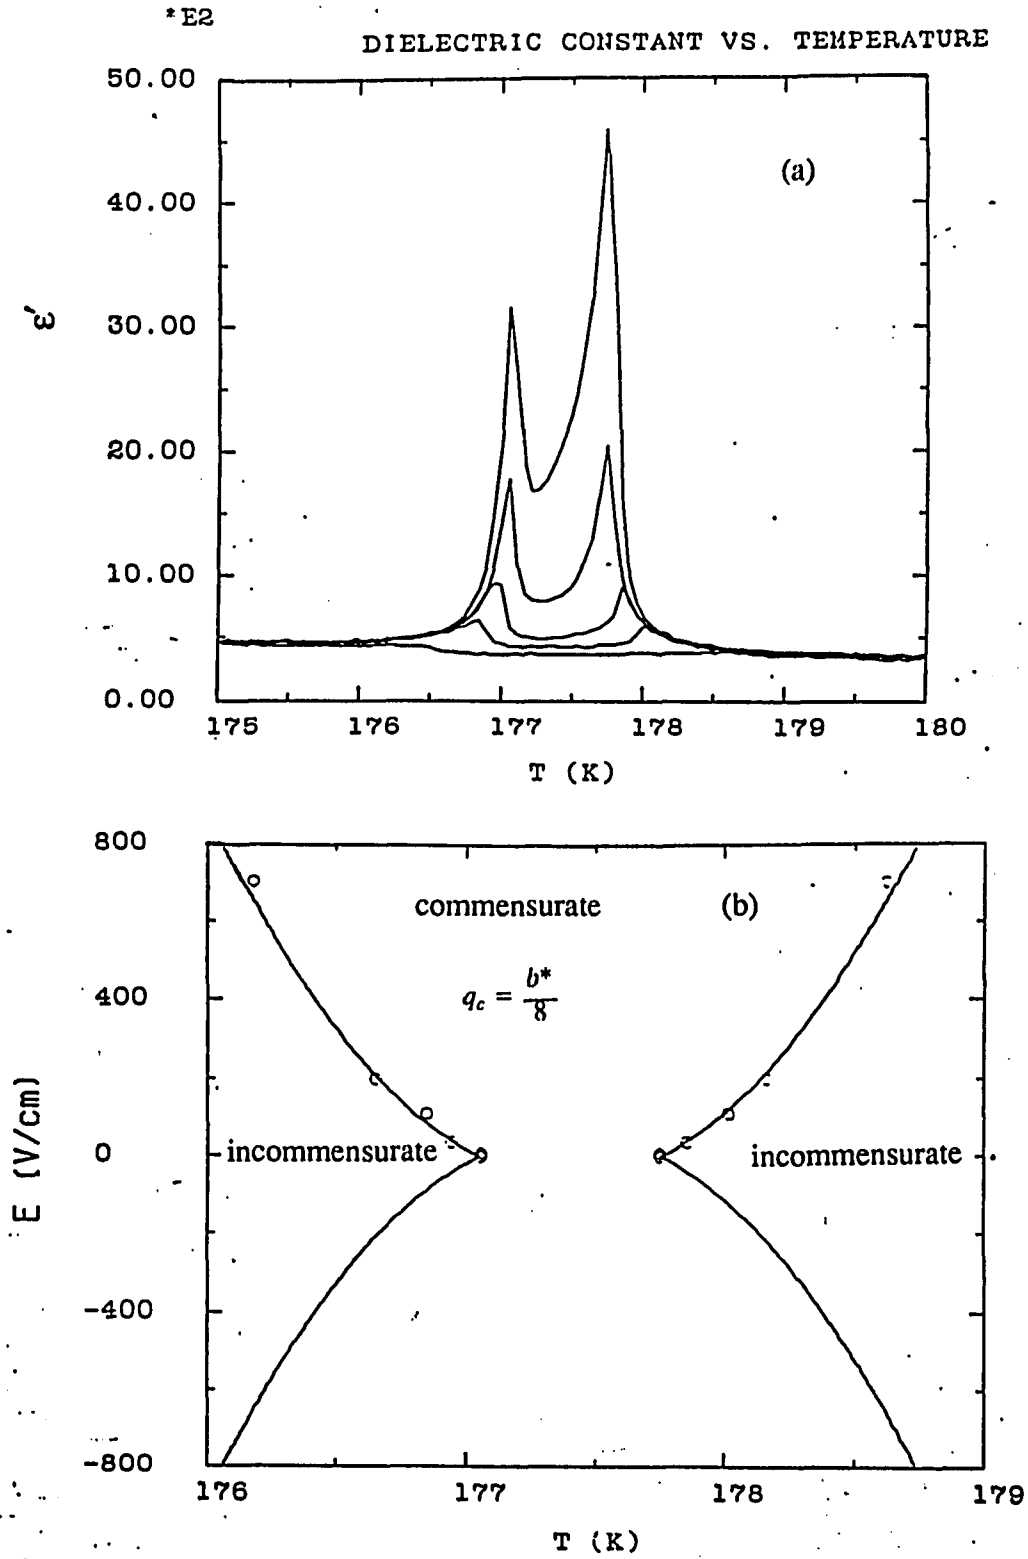 *E2
DIELECTRIC CONSTANT VS. TEMPERATURE
50.00
40.00
30.00
20.00
10.00
0.00
ε′
(a)
175 176 177 178 179 180
T (K)
800
400
0
-400
-800
E (V/cm)
commensurate (b)
q_c = b*/8
incommensurate incommensurate
176 177 178 179
T (K)